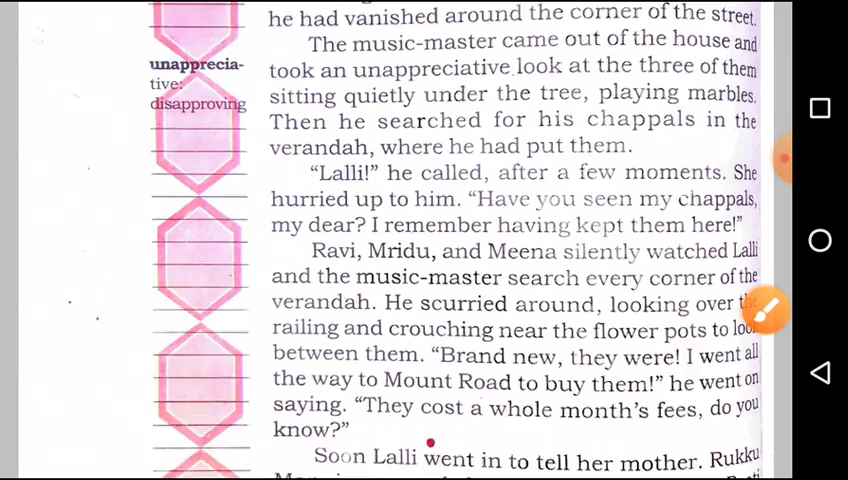 he had vanished around the corner of the street.
The music-master came out of the house and
took an unappreciative look at the three of them
sitting quietly under the tree, playing marbles.
Then he searched for his chappals in the
verandah, where he had put them.
"Lalli!" he called, after a few moments. She
hurried up to him. "Have you seen my chappals,
my dear? I remember having kept them here!"
Ravi, Mridu, and Meena silently watched Lalli
and the music-master search every corner of the
verandah. He scurried around, looking over the
railing and crouching near the flower pots to look
between them. "Brand new, they were! I went all
the way to Mount Road to buy them!" he went on
saying. "They cost a whole month's fees, do you
know?"
Soon Lalli went in to tell her mother. Rukku
unapprecia-
tive:
disapproving